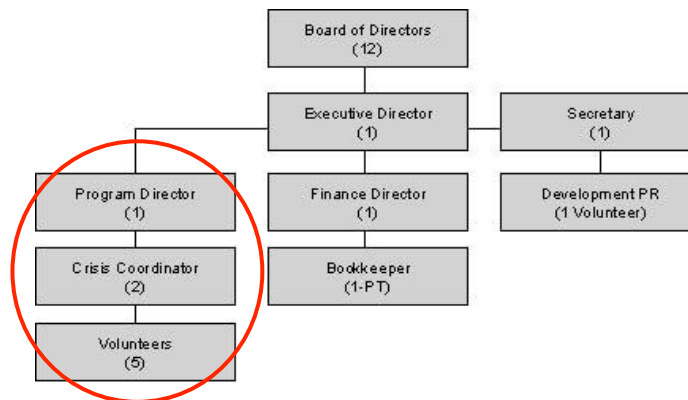 Board of Directors
(12)
Executive Director
(1)
Secretary
(1)
Program Director
(1)
Finance Director
(1)
Development PR
(1 Volunteer)
Crisis Coordinator
(2)
Bookkeeper
(1-PT)
Volunteers
(5)